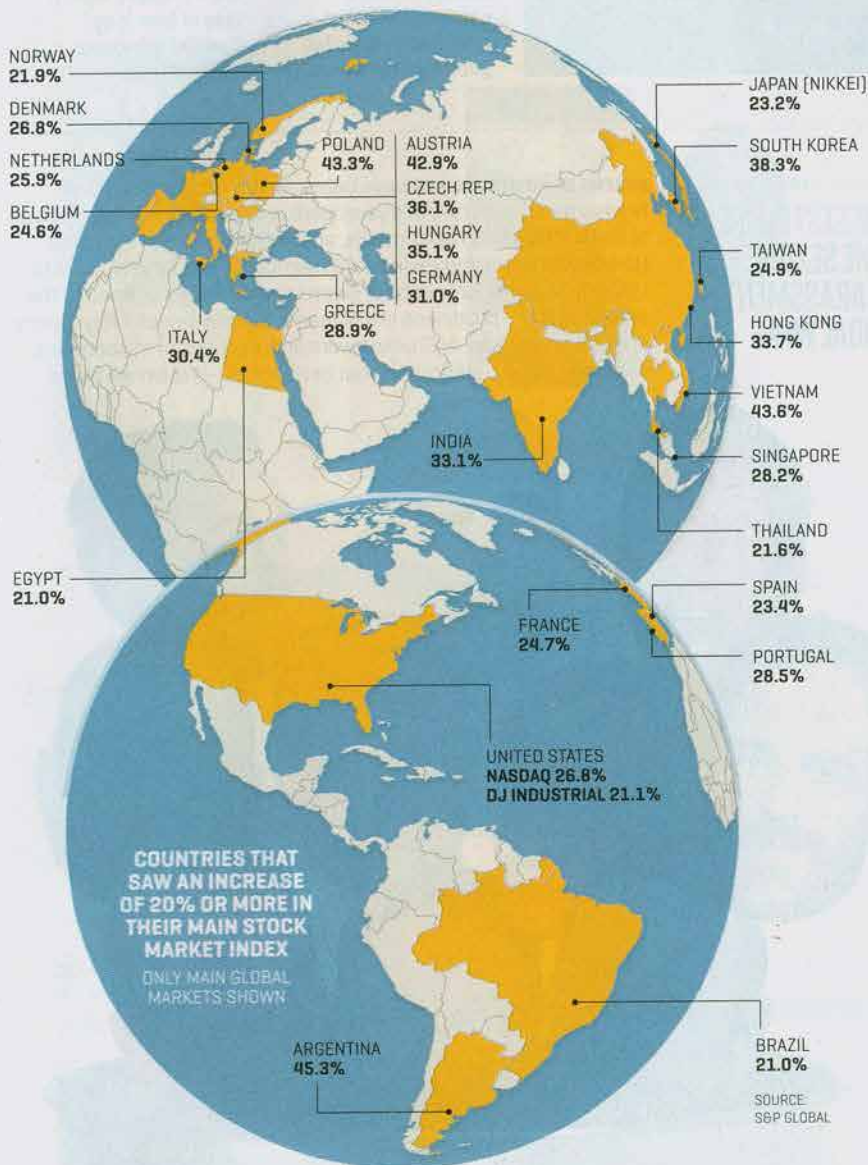 NORWAY
21.9%
DENMARK
26.8%
NETHERLANDS
25.9%
BELGIUM
24.6%
POLAND
43.3%
AUSTRIA
42.9%
CZECH REP.
36.1%
HUNGARY
35.1%
GERMANY
31.0%
ITALY
30.4%
GREECE
28.9%
EGYPT
21.0%
INDIA
33.1%
JAPAN (NIKKEI)
23.2%
SOUTH KOREA
38.3%
TAIWAN
24.9%
HONG KONG
33.7%
VIETNAM
43.6%
SINGAPORE
28.2%
THAILAND
21.6%
SPAIN
23.4%
FRANCE
24.7%
PORTUGAL
28.5%
UNITED STATES
NASDAQ 26.8%
DJ INDUSTRIAL 21.1%
COUNTRIES THAT
SAW AN INCREASE
OF 20% OR MORE IN
THEIR MAIN STOCK
MARKET INDEX
ONLY MAIN GLOBAL
MARKETS SHOWN
ARGENTINA
45.3%
BRAZIL
21.0%
SOURCE:
S&P GLOBAL